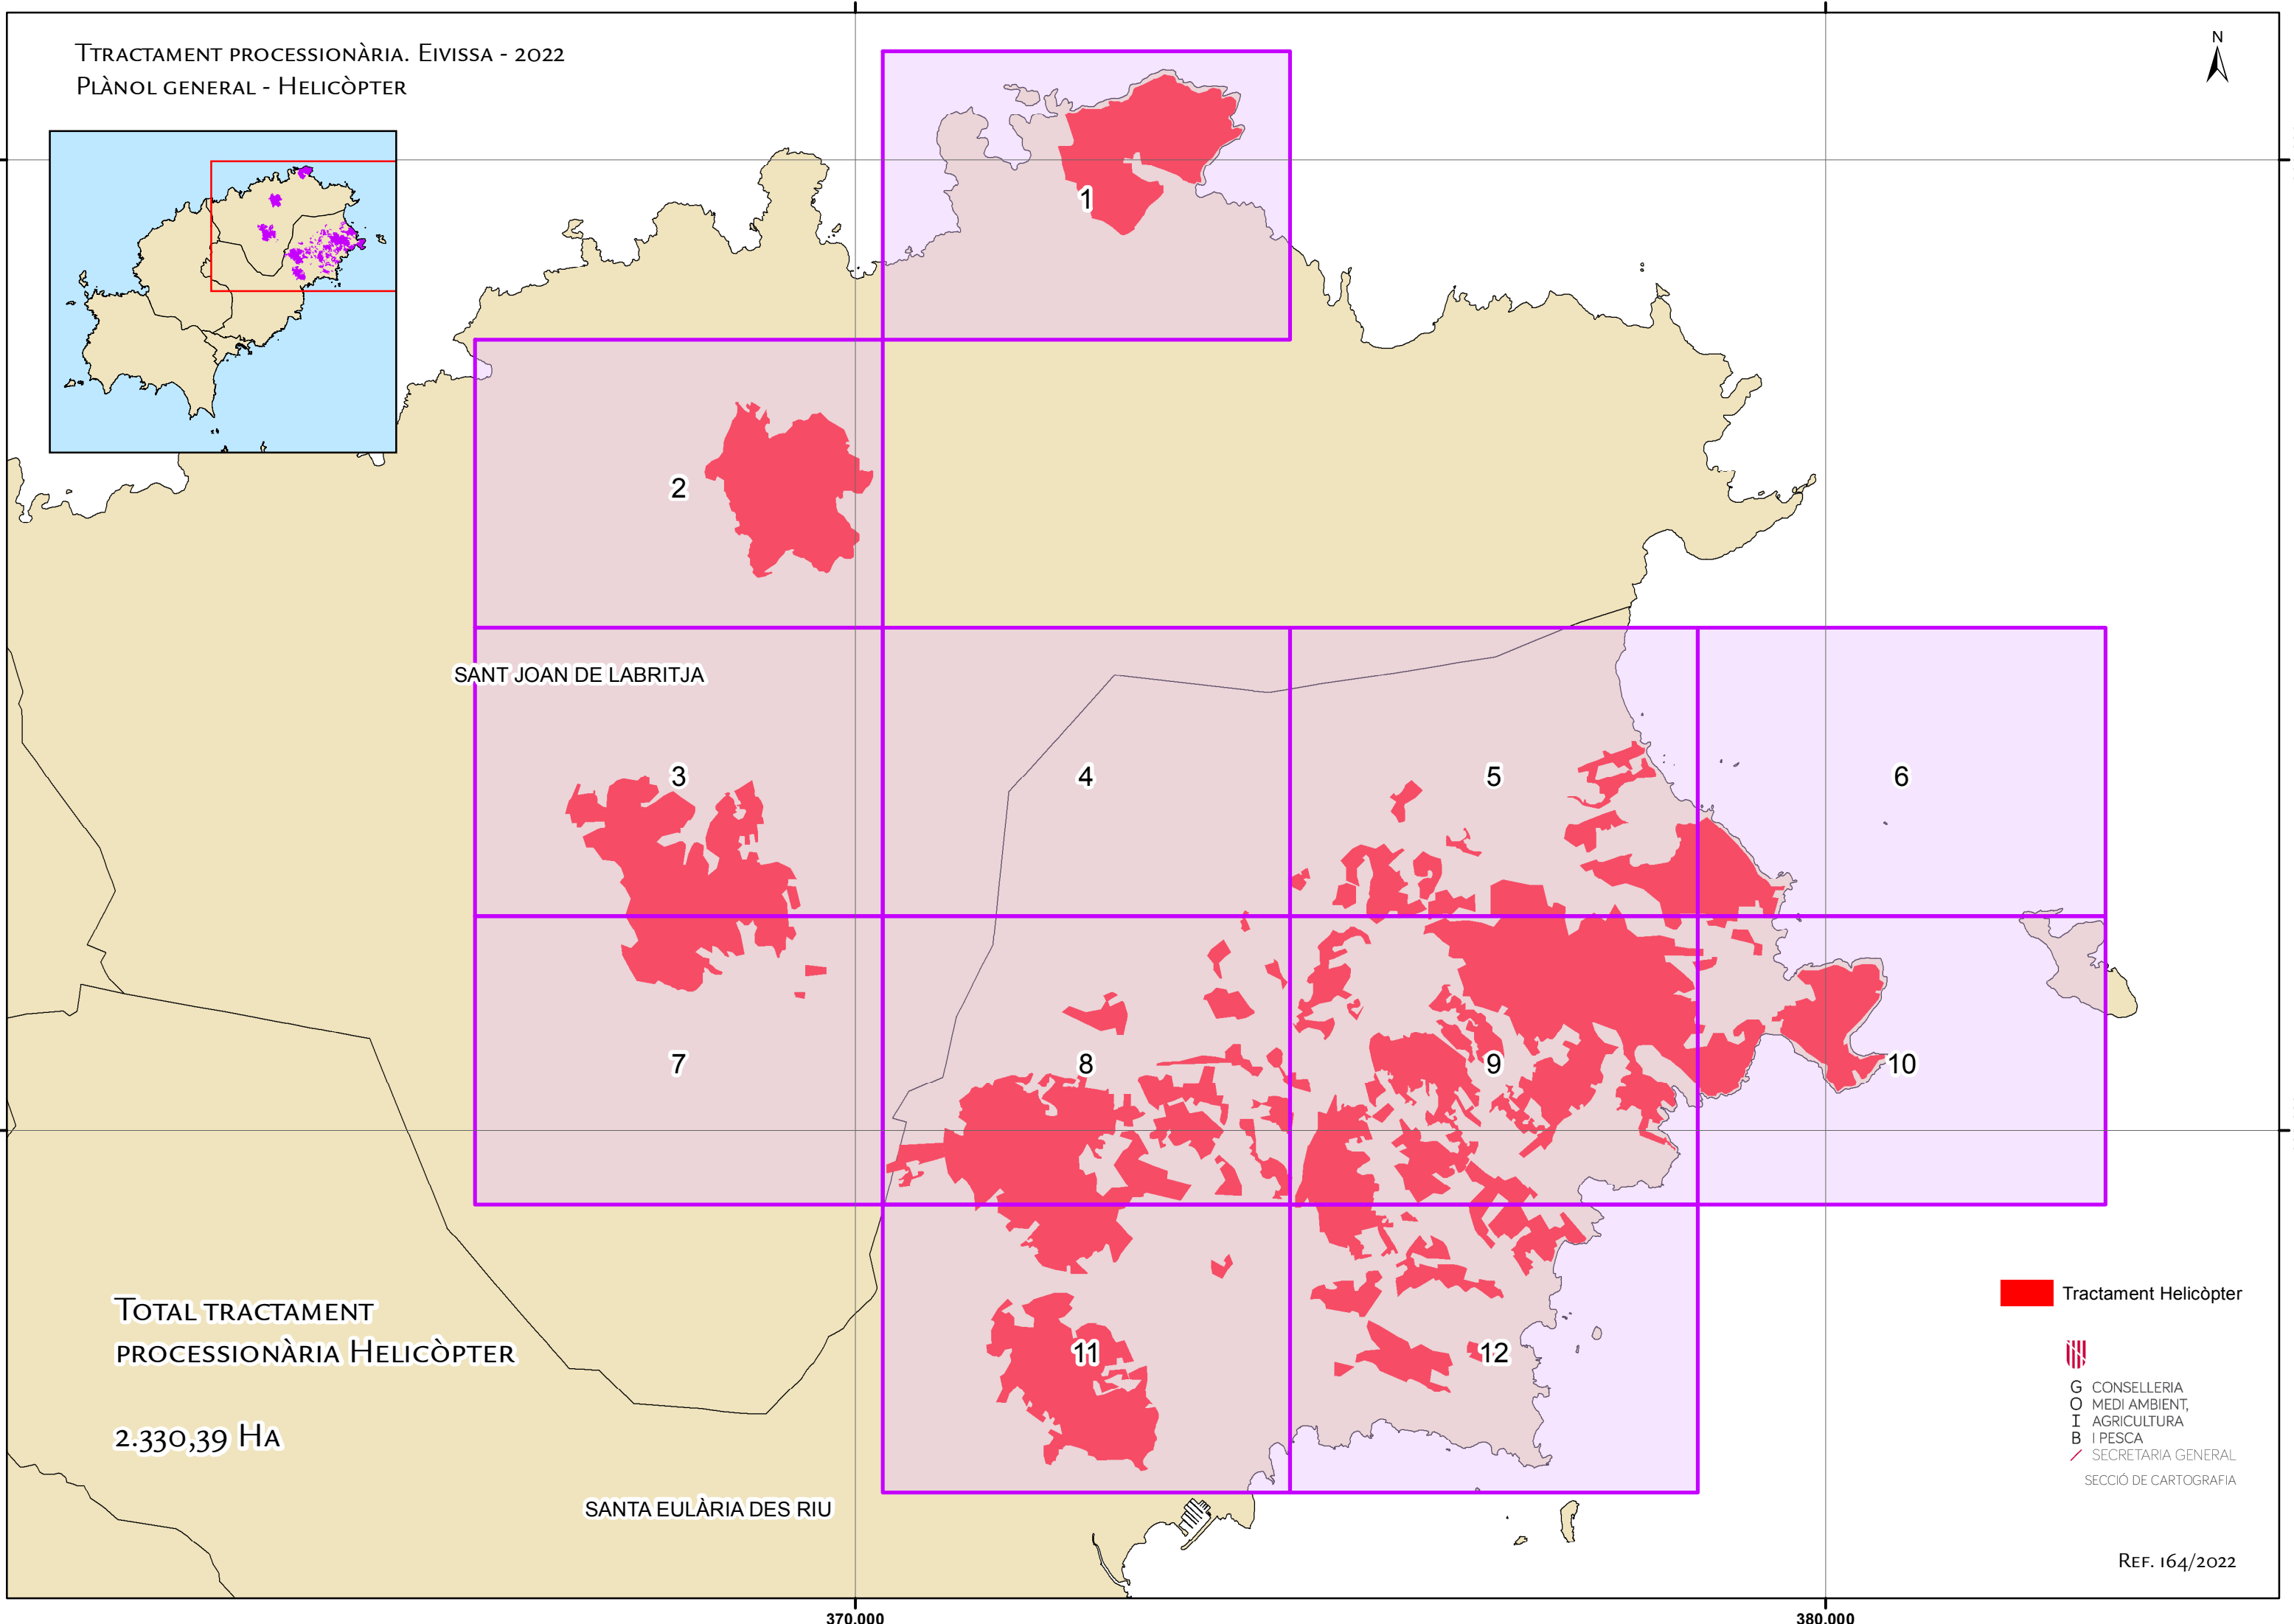 Ttractament processionària. Eivissa - 2022
Plànol general - Helicòpter
N
1
2
SANT JOAN DE LABRITJA
3
4
5
6
7
8
9
10
11
12
Total tractament
processionària Helicòpter
2.330,39 Ha
SANTA EULÀRIA DES RIU
Tractament Helicòpter
G CONSELLERIA
O MEDI AMBIENT,
I AGRICULTURA
B I PESCA
/ SECRETARIA GENERAL
SECCIÓ DE CARTOGRAFIA
Ref. 164/2022
370.000
380.000